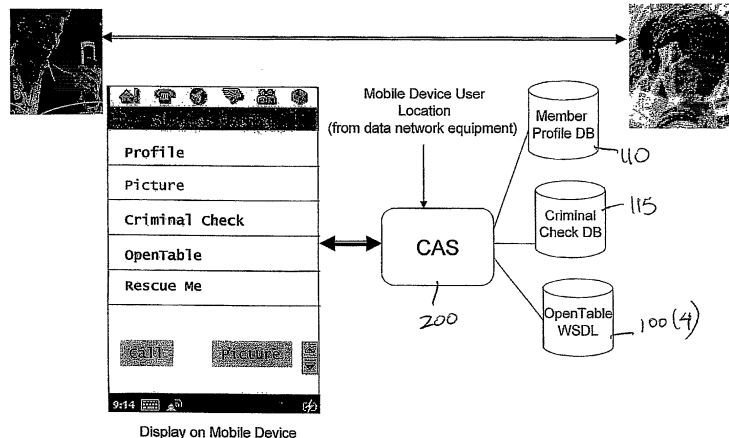 Profile
Picture
Criminal Check
OpenTable
Rescue Me
Call
Picture
9:14
Display on Mobile Device
Mobile Device User
Location
(from data network equipment)
CAS
200
Member
Profile DB
110
Criminal
Check DB
115
OpenTable
WSDL
100(4)